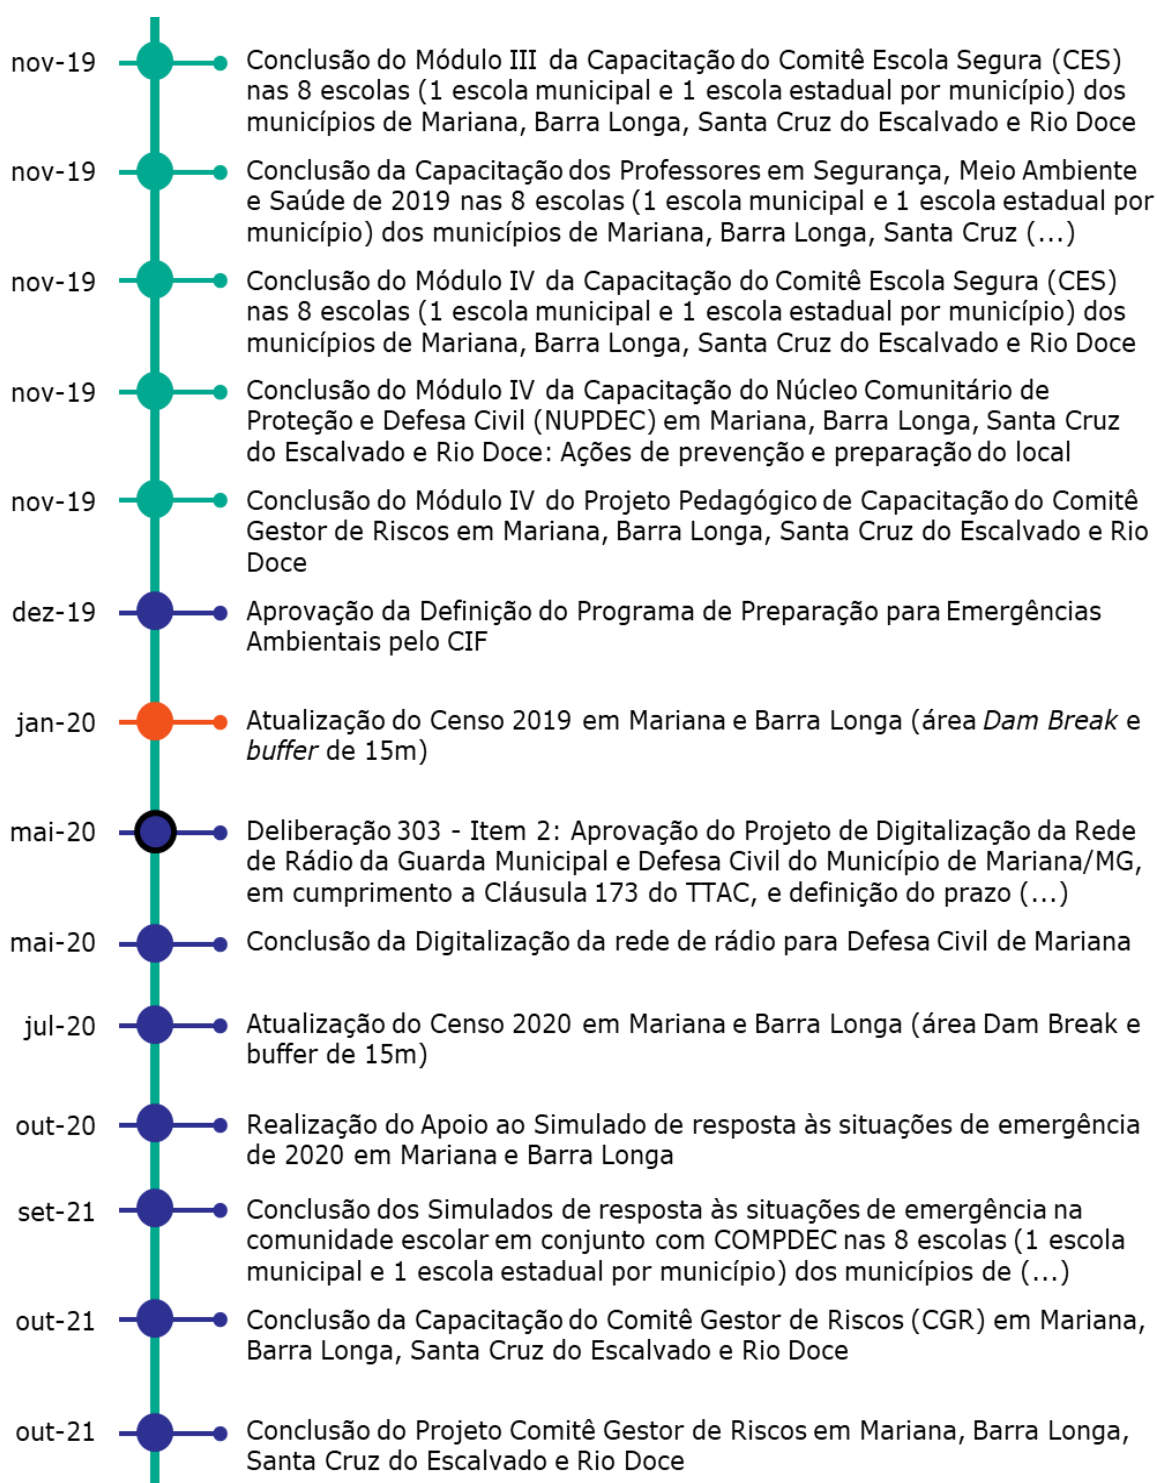 nov-19
Conclusão do Módulo III da Capacitação do Comitê Escola Segura (CES)
nas 8 escolas (1 escola municipal e 1 escola estadual por município) dos
municípios de Mariana, Barra Longa, Santa Cruz do Escalvado e Rio Doce
nov-19
Conclusão da Capacitação dos Professores em Segurança, Meio Ambiente
e Saúde de 2019 nas 8 escolas (1 escola municipal e 1 escola estadual por
município) dos municípios de Mariana, Barra Longa, Santa Cruz (...)
nov-19
Conclusão do Módulo IV da Capacitação do Comitê Escola Segura (CES)
nas 8 escolas (1 escola municipal e 1 escola estadual por município) dos
municípios de Mariana, Barra Longa, Santa Cruz do Escalvado e Rio Doce
nov-19
Conclusão do Módulo IV da Capacitação do Núcleo Comunitário de
Proteção e Defesa Civil (NUPDEC) em Mariana, Barra Longa, Santa Cruz
do Escalvado e Rio Doce: Ações de prevenção e preparação do local
nov-19
Conclusão do Módulo IV do Projeto Pedagógico de Capacitação do Comitê
Gestor de Riscos em Mariana, Barra Longa, Santa Cruz do Escalvado e Rio
Doce
dez-19
Aprovação da Definição do Programa de Preparação para Emergências
Ambientais pelo CIF
jan-20
Atualização do Censo 2019 em Mariana e Barra Longa (área Dam Break e
buffer de 15m)
mai-20
Deliberação 303 - Item 2: Aprovação do Projeto de Digitalização da Rede
de Rádio da Guarda Municipal e Defesa Civil do Município de Mariana/MG,
em cumprimento a Cláusula 173 do TTAC, e definição do prazo (...)
mai-20
Conclusão da Digitalização da rede de rádio para Defesa Civil de Mariana
jul-20
Atualização do Censo 2020 em Mariana e Barra Longa (área Dam Break e
buffer de 15m)
out-20
Realização do Apoio ao Simulado de resposta às situações de emergência
de 2020 em Mariana e Barra Longa
set-21
Conclusão dos Simulados de resposta às situações de emergência na
comunidade escolar em conjunto com COMPDEC nas 8 escolas (1 escola
municipal e 1 escola estadual por município) dos municípios de (...)
out-21
Conclusão da Capacitação do Comitê Gestor de Riscos (CGR) em Mariana,
Barra Longa, Santa Cruz do Escalvado e Rio Doce
out-21
Conclusão do Projeto Comitê Gestor de Riscos em Mariana, Barra Longa,
Santa Cruz do Escalvado e Rio Doce